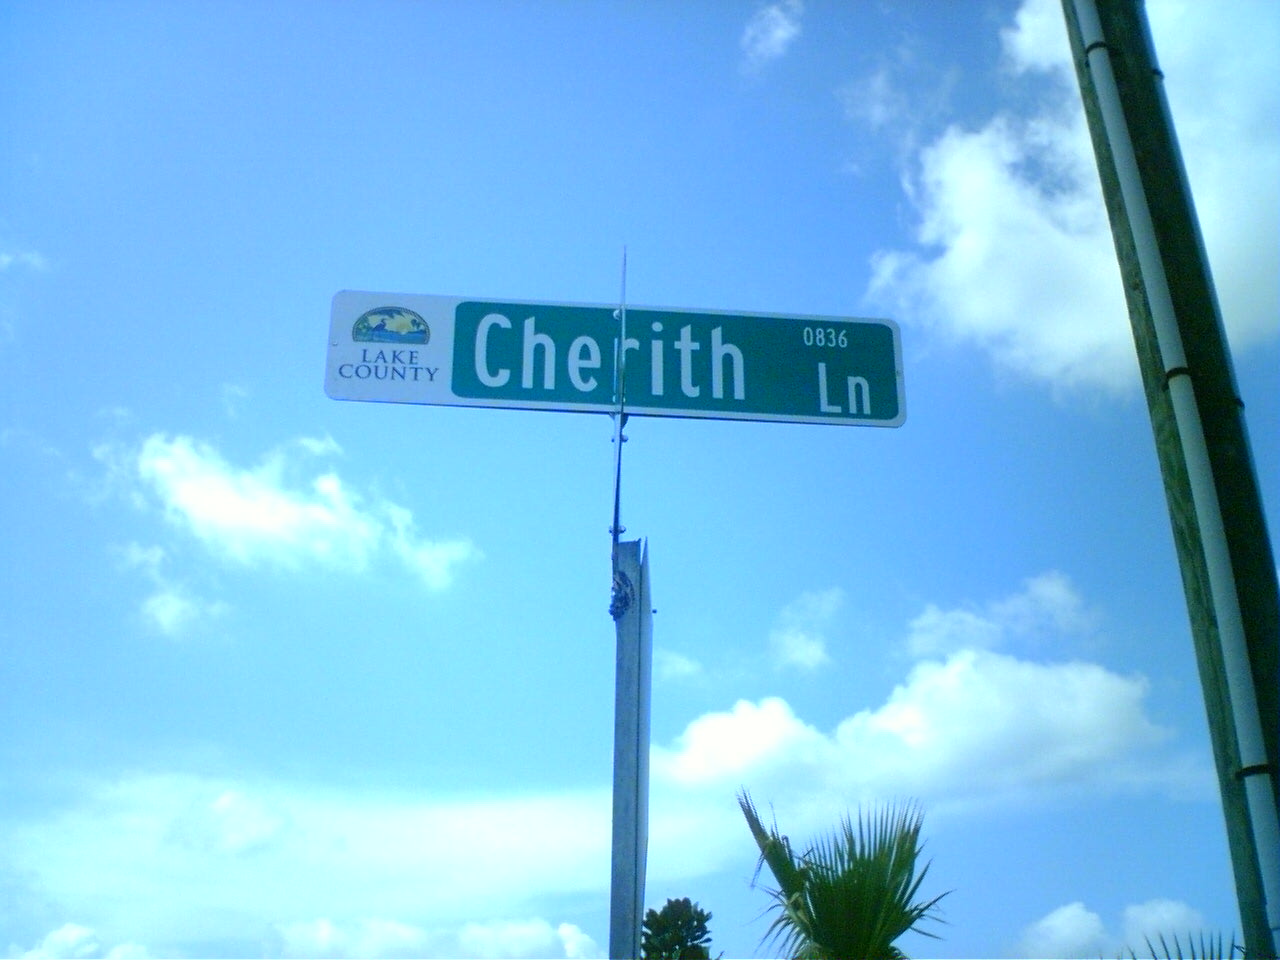 LAKE
COUNTY
Cherith
0836
Ln